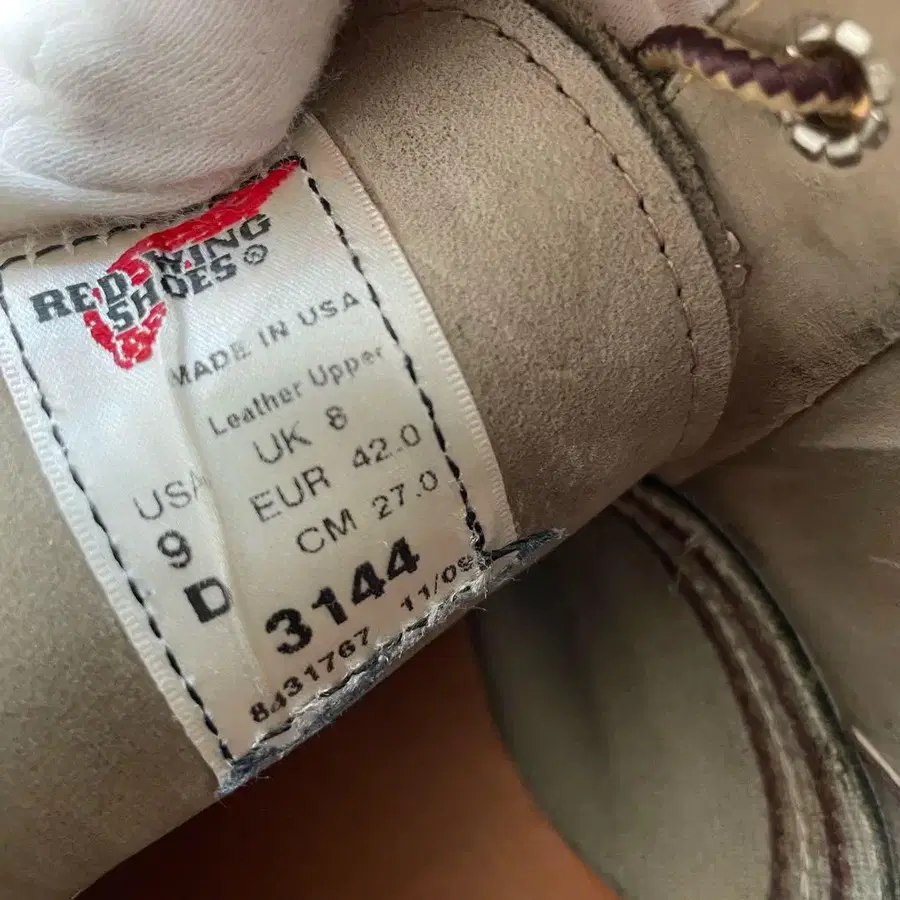 RED WING
SHOES®
MADE IN USA
Leather Upper
USA
9
D
UK 8
EUR 42.0
CM 27.0
3144
8431767 11/09